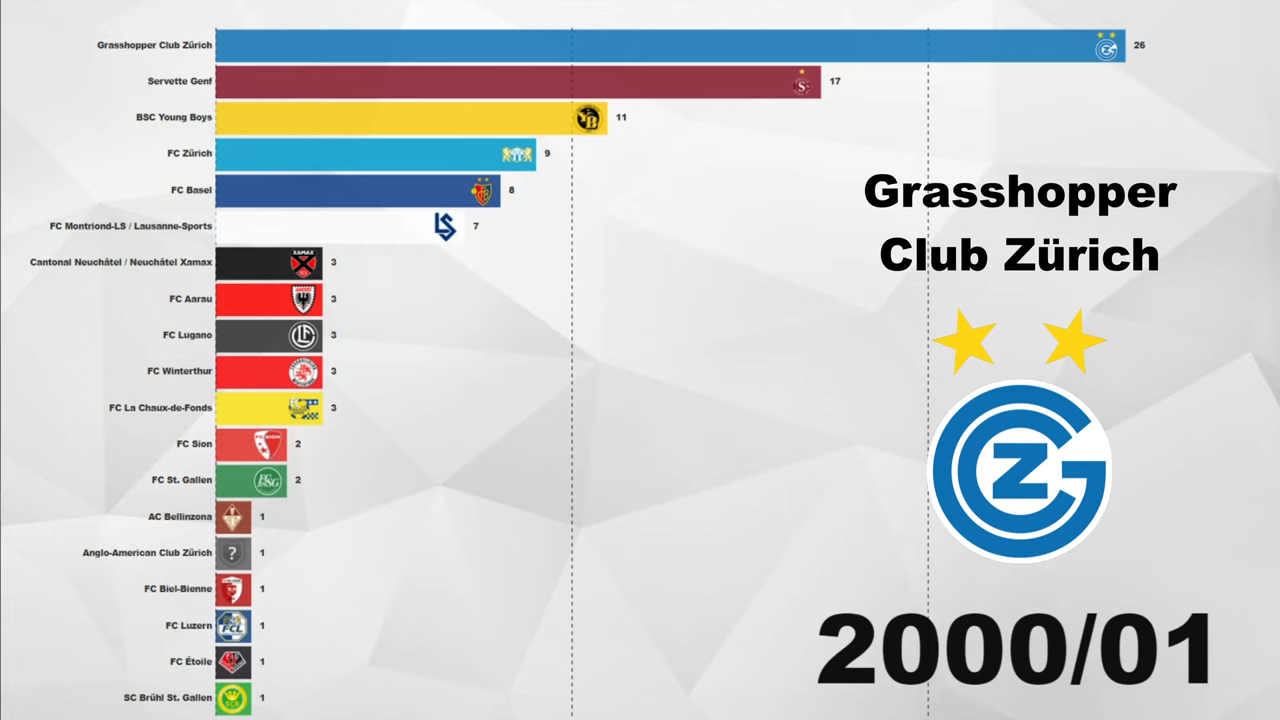 Grasshopper Club Zürich 26
Servette Genf 17
BSC Young Boys 11
FC Zürich 9
FC Basel 8
FC Montriond-LS / Lausanne-Sports 7
Cantonal Neuchâtel / Neuchâtel Xamax XAMAX 3
FC Aarau 3
FC Lugano 3
FC Winterthur 3
FC La Chaux-de-Fonds 3
FC Sion 2
FC St. Gallen 2
AC Bellinzona 1
Anglo-American Club Zürich ? 1
FC Biel-Bienne 1
FC Luzern FCL 1
FC Étoile 1
SC Brühl St. Gallen 1
Grasshopper
Club Zürich
GCZ
2000/01